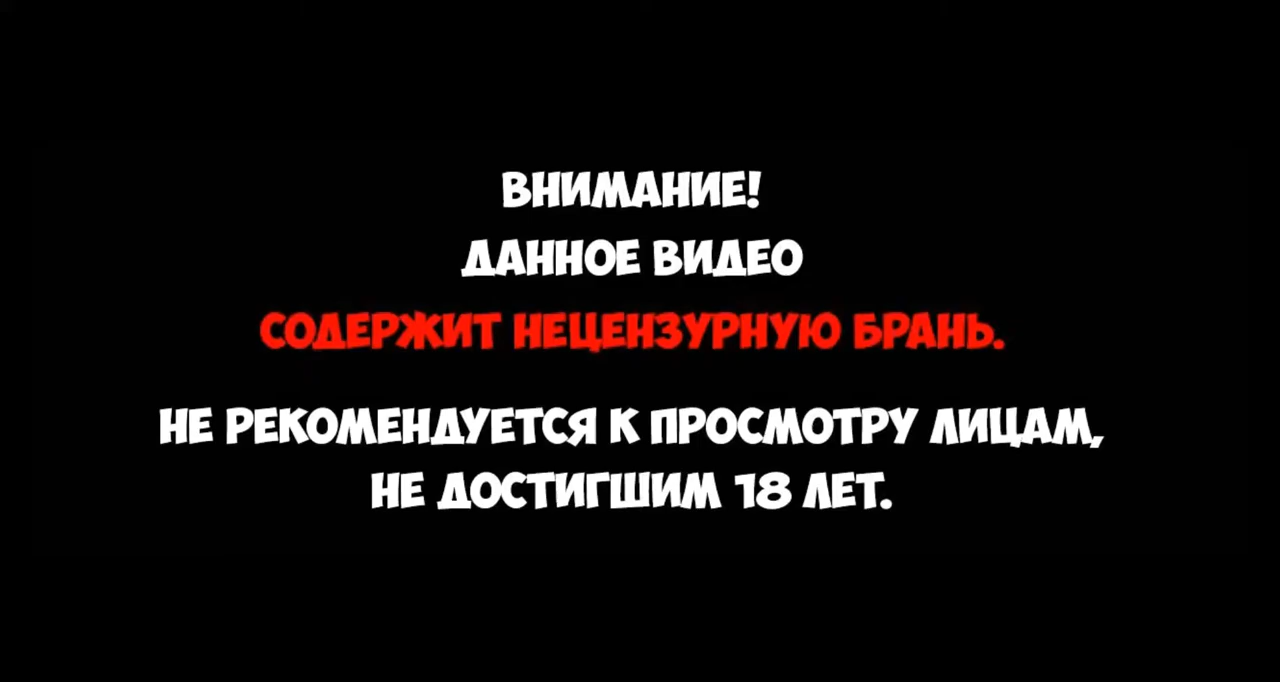 ВНИМАНИЕ!
ДАННОЕ ВИДЕО
СОДЕРЖИТ НЕЦЕНЗУРНУЮ БРАНЬ.
НЕ РЕКОМЕНДУЕТСЯ К ПРОСМОТРУ ЛИЦАМ,
НЕ ДОСТИГШИМ 18 ЛЕТ.